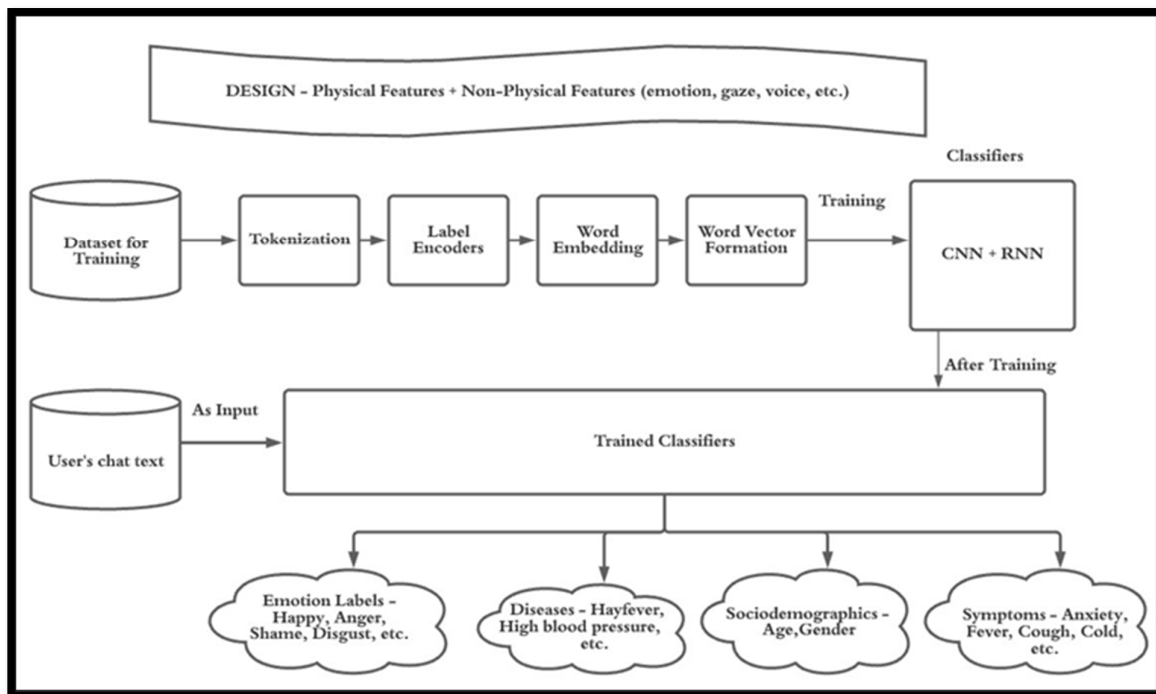 DESIGN - Physical Features + Non-Physical Features (emotion, gaze, voice, etc.)
Classifiers
Dataset for
Training
Tokenization
Label
Encoders
Word
Embedding
Word Vector
Formation
Training
CNN + RNN
After Training
User's chat text
As Input
Trained Classifiers
Emotion Labels -
Happy, Anger,
Shame, Disgust, etc.
Diseases - Hayfever,
High blood pressure,
etc.
Sociodemographics -
Age,Gender
Symptoms - Anxiety,
Fever, Cough, Cold,
etc.